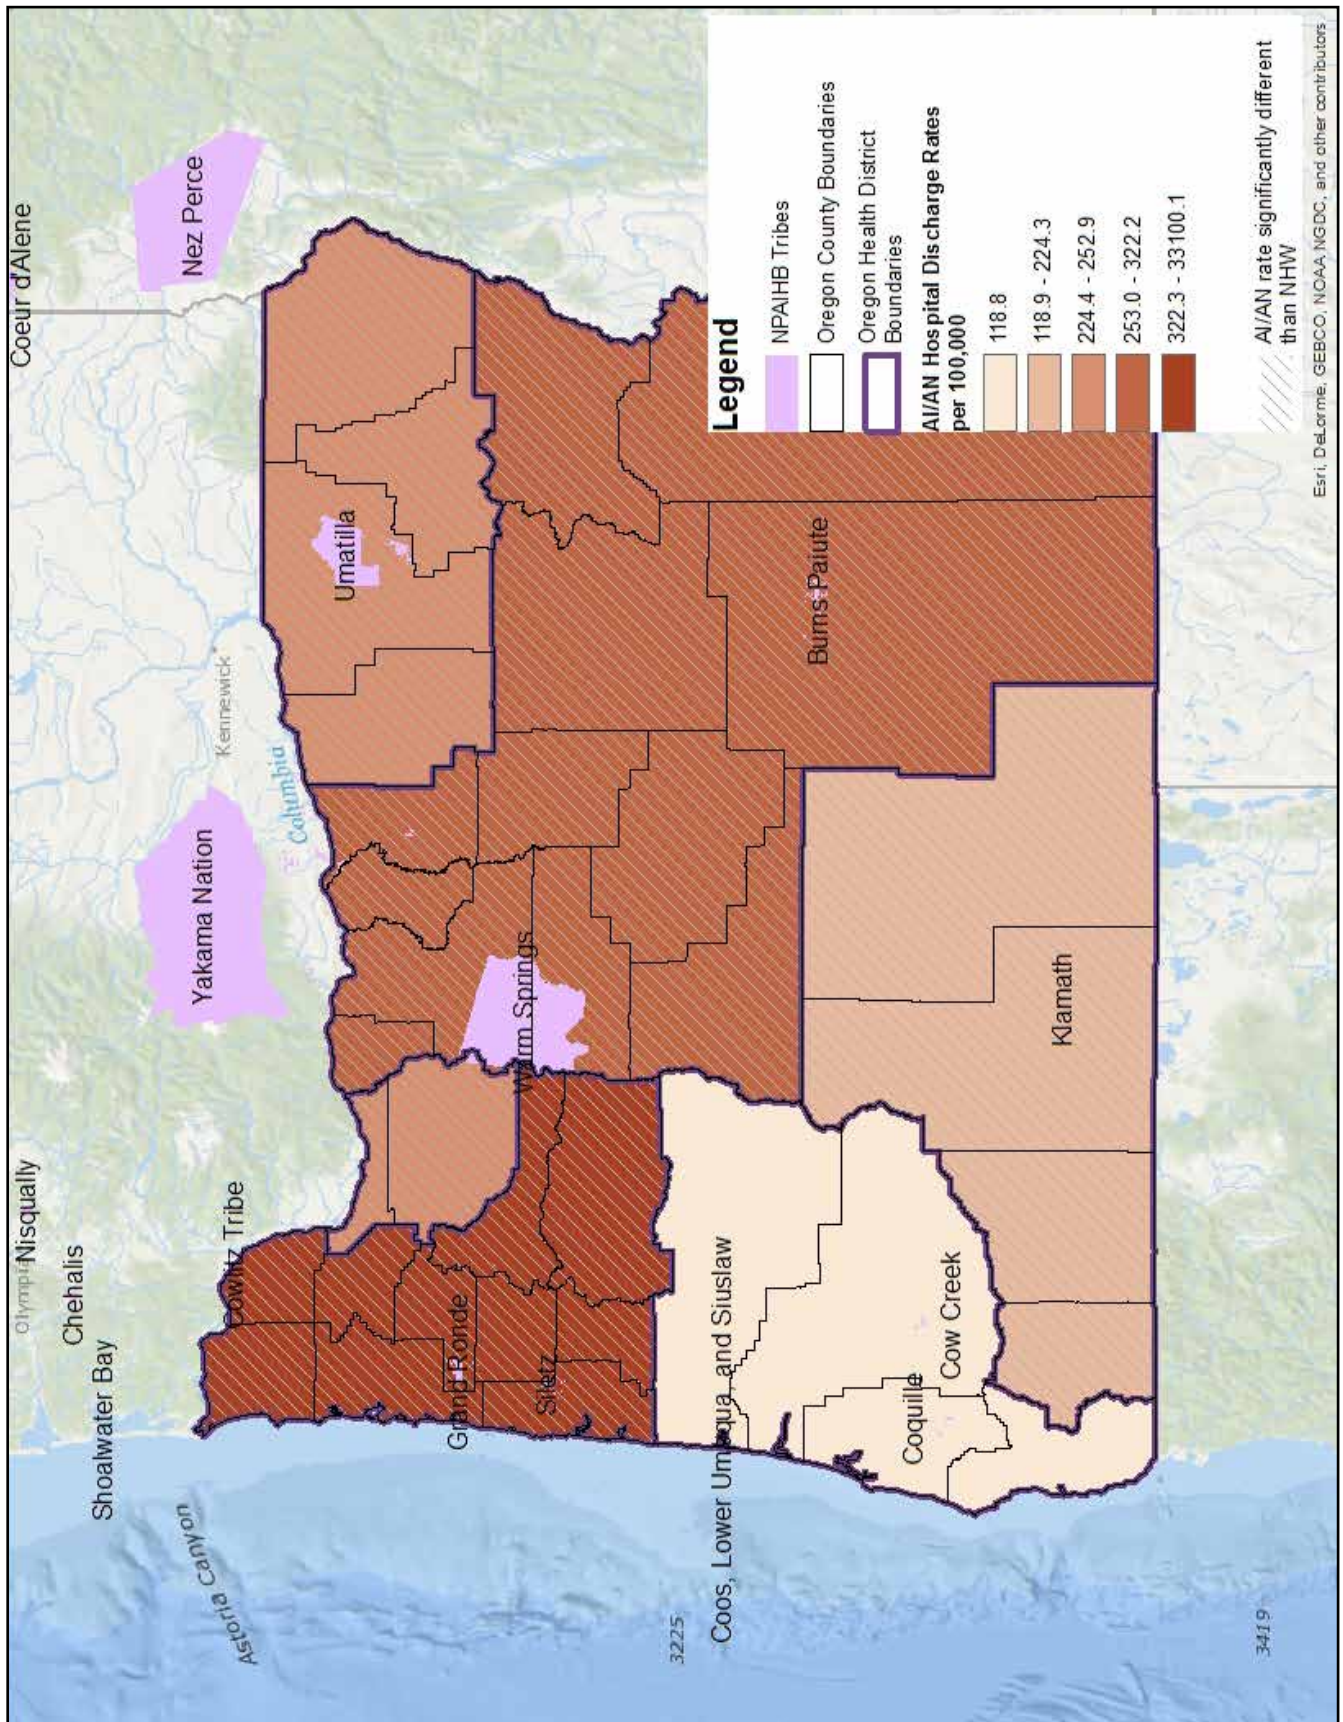 Coeur d'Alene
Nez Perce
Olympia
Nisqually
Chehalis
Shoalwater Bay
Cowlitz Tribe
Yakama Nation
Kennewick
Columbia
Astoria Canyon
Umatilla
Grand Ronde
Siletz
Warm Springs
3225
Coos, Lower Umpqua, and Siuslaw
Burns-Paiute
Coquille
Cow Creek
Klamath
3419
Legend
NPAIHB Tribes
Oregon County Boundaries
Oregon Health District
Boundaries
AI/AN Hospital Discharge Rates
per 100,000
118.8
118.9 - 224.3
224.4 - 252.9
253.0 - 322.2
322.3 - 33100.1
AI/AN rate significantly different
than NHW
Esri, DeLorme, GEBCO, NOAA NGDC, and other contributors